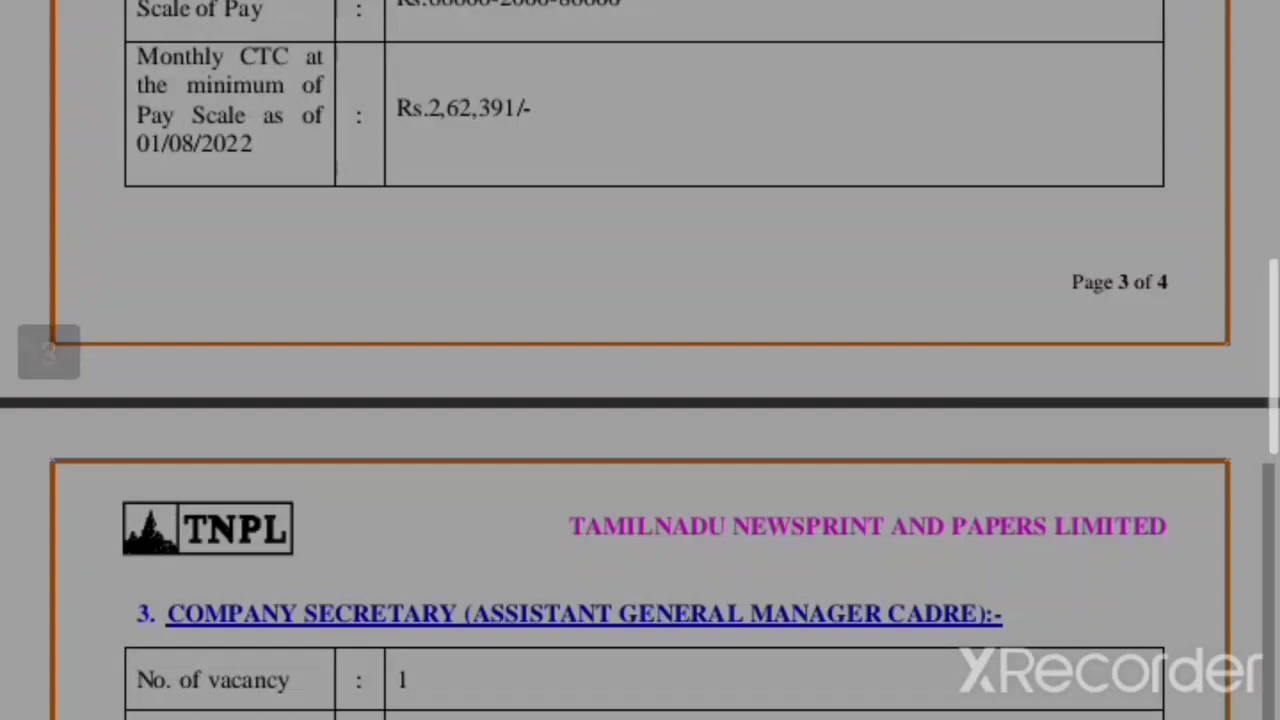 Scale of Pay :
Monthly CTC at
the minimum of
Pay Scale as of : Rs.2,62,391/-
01/08/2022
Page 3 of 4
3
TNPL TAMILNADU NEWSPRINT AND PAPERS LIMITED
3. COMPANY SECRETARY (ASSISTANT GENERAL MANAGER CADRE):-
No. of vacancy : 1
XRecorder